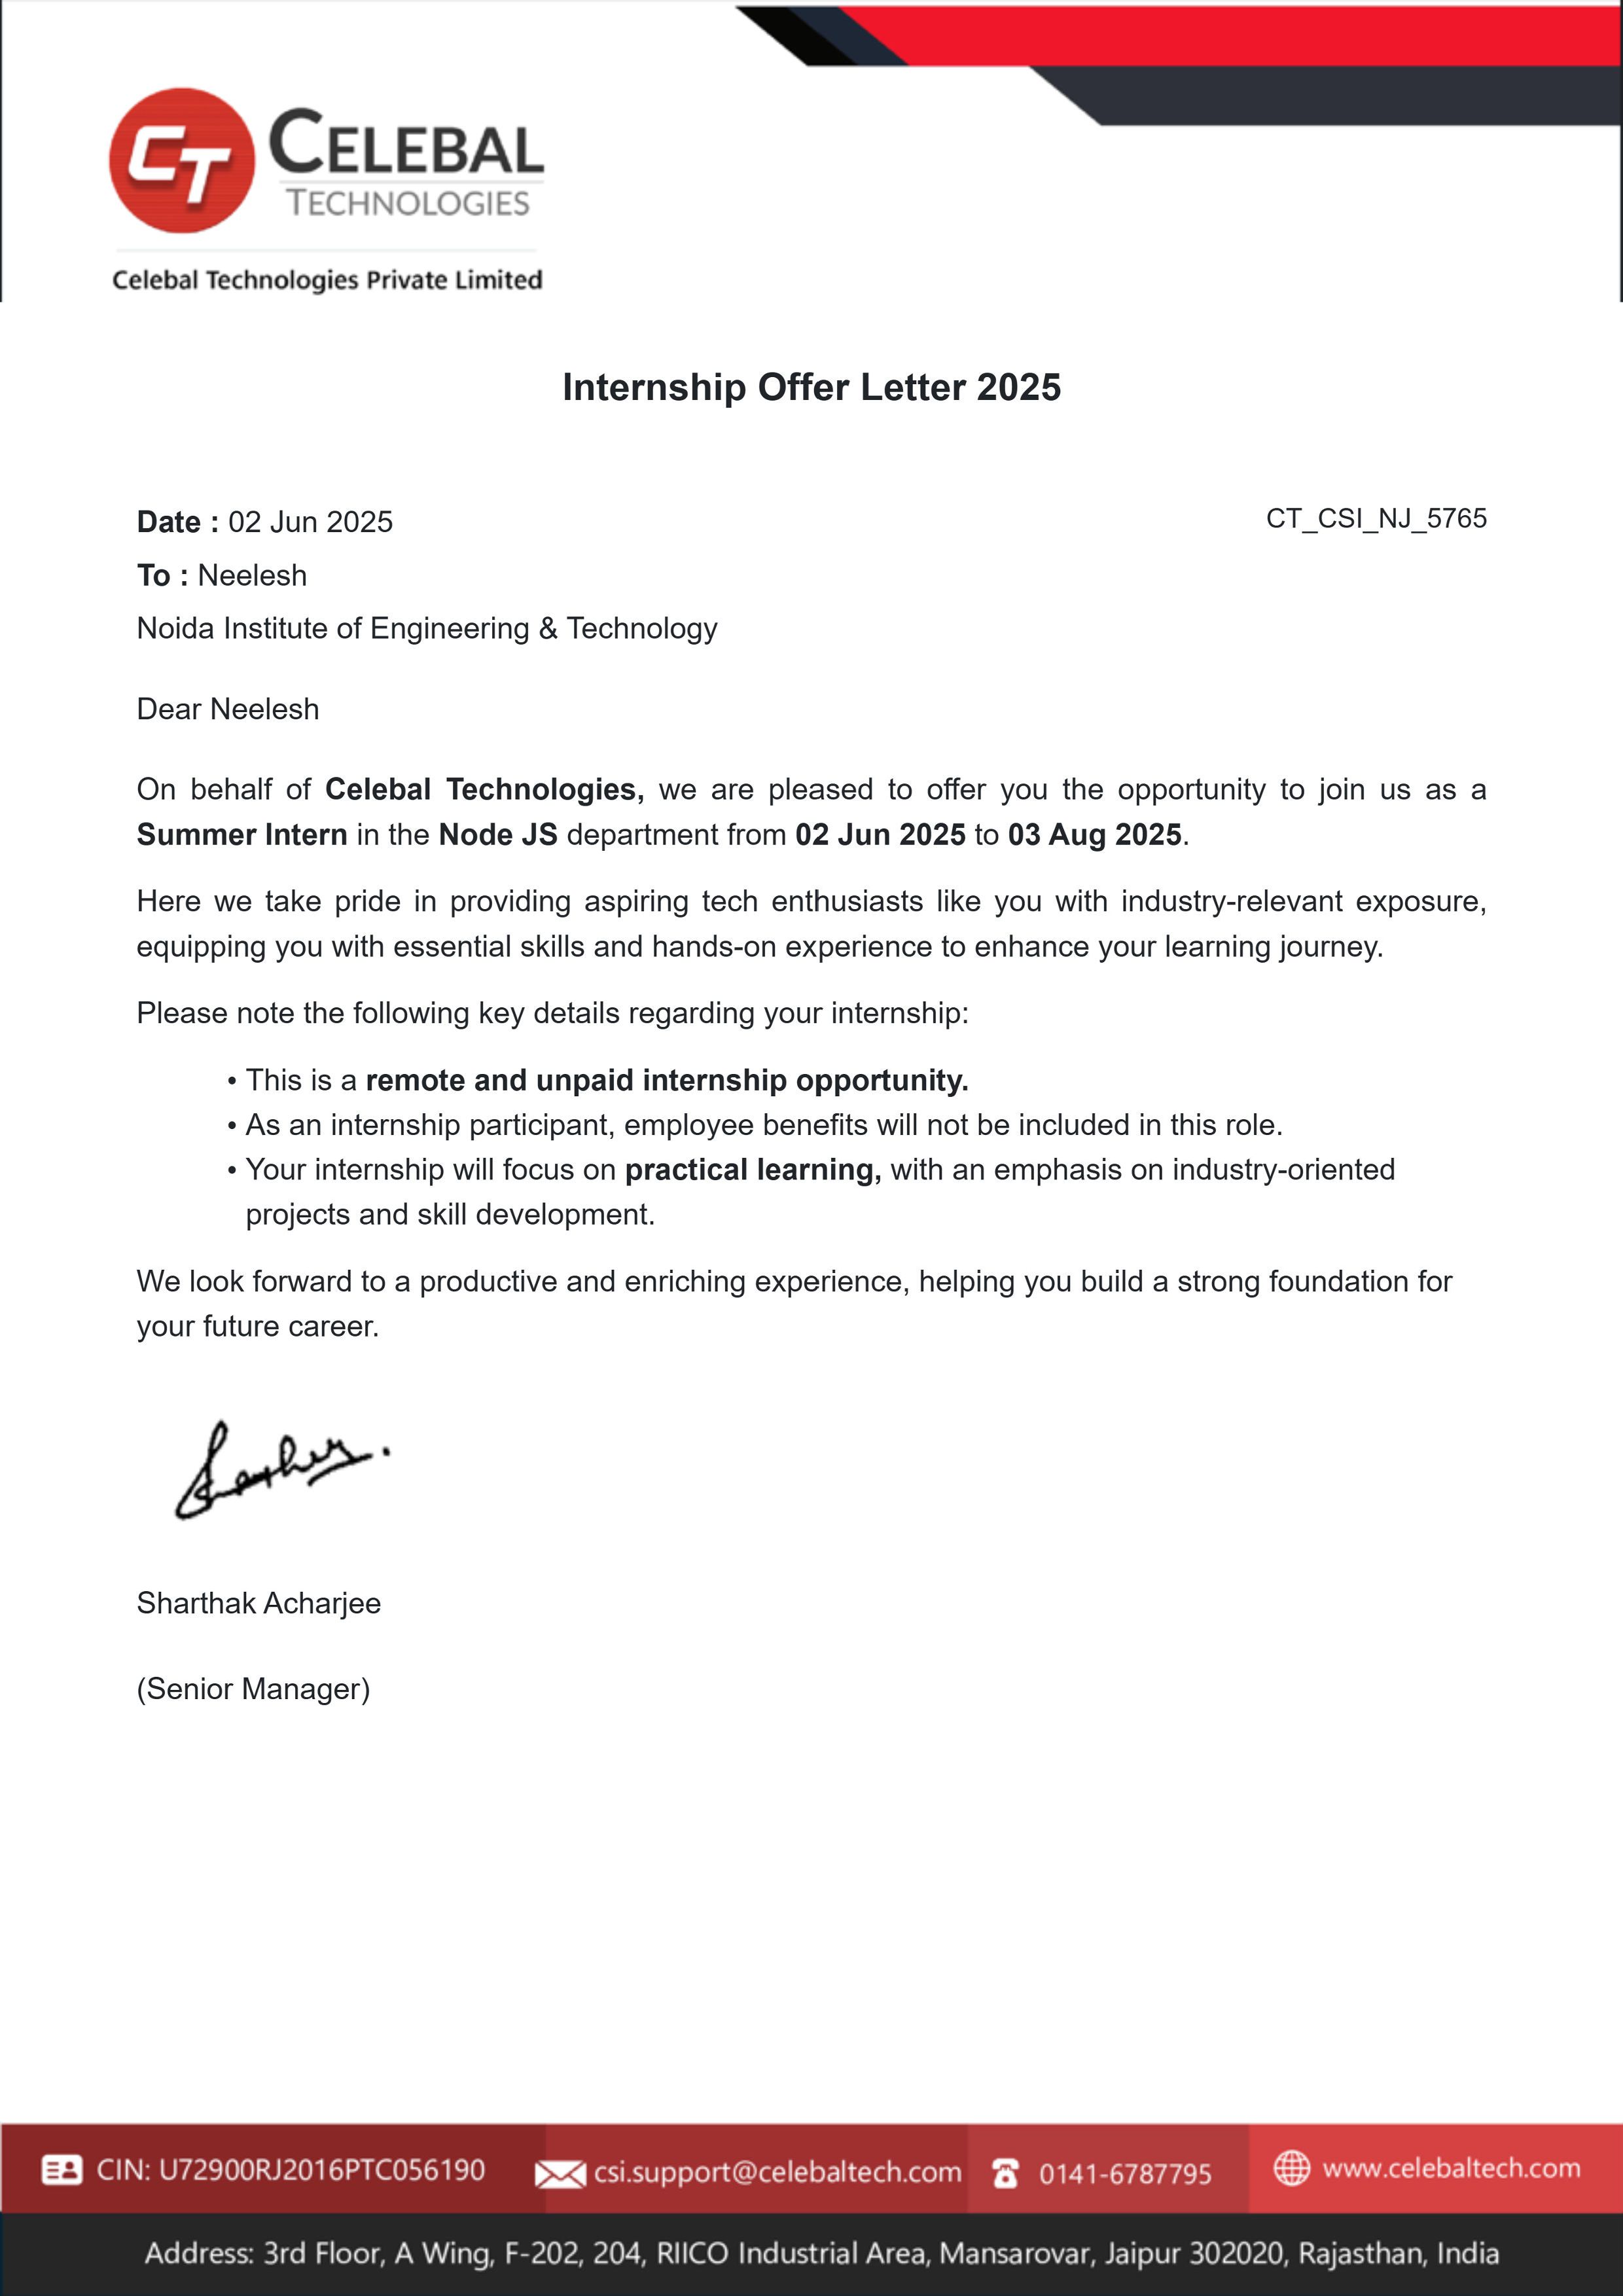 CT CELEBAL
TECHNOLOGIES
Celebal Technologies Private Limited
Internship Offer Letter 2025
Date : 02 Jun 2025
CT_CSI_NJ_5765
To : Neelesh
Noida Institute of Engineering & Technology
Dear Neelesh
On behalf of Celebal Technologies, we are pleased to offer you the opportunity to join us as a
Summer Intern in the Node JS department from 02 Jun 2025 to 03 Aug 2025.
Here we take pride in providing aspiring tech enthusiasts like you with industry-relevant exposure,
equipping you with essential skills and hands-on experience to enhance your learning journey.
Please note the following key details regarding your internship:
• This is a remote and unpaid internship opportunity.
• As an internship participant, employee benefits will not be included in this role.
• Your internship will focus on practical learning, with an emphasis on industry-oriented
projects and skill development.
We look forward to a productive and enriching experience, helping you build a strong foundation for
your future career.
Sharthak Acharjee
(Senior Manager)
CIN: U72900RJ2016PTC056190 csi.support@celebaltech.com 0141-6787795 www.celebaltech.com
Address: 3rd Floor, A Wing, F-202, 204, RIICO Industrial Area, Mansarovar, Jaipur 302020, Rajasthan, India